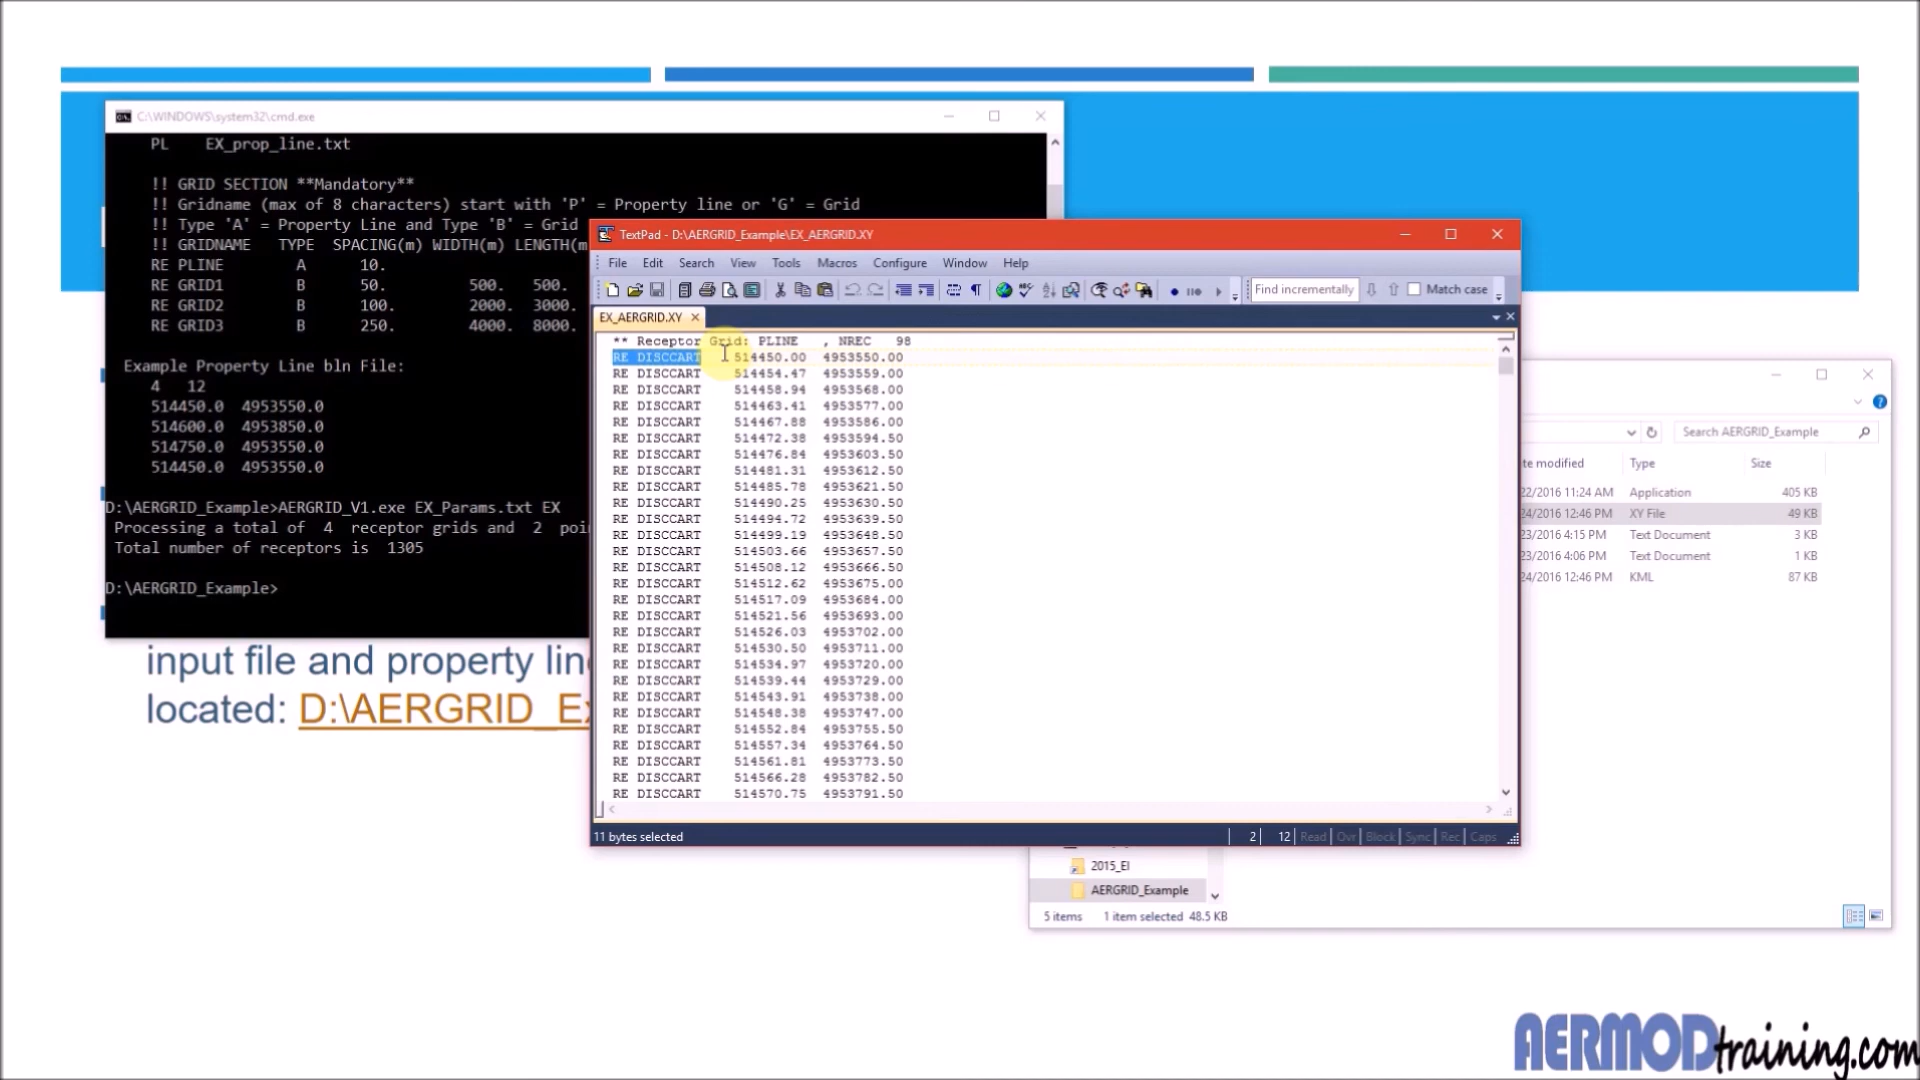 C:\WINDOWS\system32\cmd.exe
PL EX_prop_line.txt
!! GRID SECTION **Mandatory**
!! Gridname (max of 8 characters) start with 'P' = Property line or 'G' = Grid
!! Type 'A' = Property Line and Type 'B' = Grid
!! GRIDNAME TYPE SPACING(m) WIDTH(m) LENGTH(m
RE PLINE A 10.
RE GRID1 B 50. 500. 500.
RE GRID2 B 100. 2000. 3000.
RE GRID3 B 250. 4000. 8000.
Example Property Line bln File:
4 12
514450.0 4953550.0
514600.0 4953850.0
514750.0 4953550.0
514450.0 4953550.0
D:\AERGRID_Example>AERGRID_V1.exe EX_Params.txt EX
Processing a total of 4 receptor grids and 2 poi
Total number of receptors is 1305
D:\AERGRID_Example>
input file and property lin
located: D:\AERGRID_Ex
TextPad - D:\AERGRID_Example\EX_AERGRID.XY
File Edit Search View Tools Macros Configure Window Help
Find incrementally Match case
EX_AERGRID.XY
** Receptor Grid: PLINE , NREC 98
RE DISCCART 514450.00 4953550.00
RE DISCCART 514454.47 4953559.00
RE DISCCART 514458.94 4953568.00
RE DISCCART 514463.41 4953577.00
RE DISCCART 514467.88 4953586.00
RE DISCCART 514472.38 4953594.50
RE DISCCART 514476.84 4953603.50
RE DISCCART 514481.31 4953612.50
RE DISCCART 514485.78 4953621.50
RE DISCCART 514490.25 4953630.50
RE DISCCART 514494.72 4953639.50
RE DISCCART 514499.19 4953648.50
RE DISCCART 514503.66 4953657.50
RE DISCCART 514508.12 4953666.50
RE DISCCART 514512.62 4953675.00
RE DISCCART 514517.09 4953684.00
RE DISCCART 514521.56 4953693.00
RE DISCCART 514526.03 4953702.00
RE DISCCART 514530.50 4953711.00
RE DISCCART 514534.97 4953720.00
RE DISCCART 514539.44 4953729.00
RE DISCCART 514543.91 4953738.00
RE DISCCART 514548.38 4953747.00
RE DISCCART 514552.84 4953755.50
RE DISCCART 514557.34 4953764.50
RE DISCCART 514561.81 4953773.50
RE DISCCART 514566.28 4953782.50
RE DISCCART 514570.75 4953791.50
11 bytes selected 2 12 Read Ovr Block Sync Rec Caps
Search AERGRID_Example
te modified Type Size
22/2016 11:24 AM Application 405 KB
24/2016 12:46 PM XY File 49 KB
23/2016 4:15 PM Text Document 3 KB
23/2016 4:06 PM Text Document 1 KB
24/2016 12:46 PM KML 87 KB
2015_EI
AERGRID_Example
5 items 1 item selected 48.5 KB
AERMODtraining.com